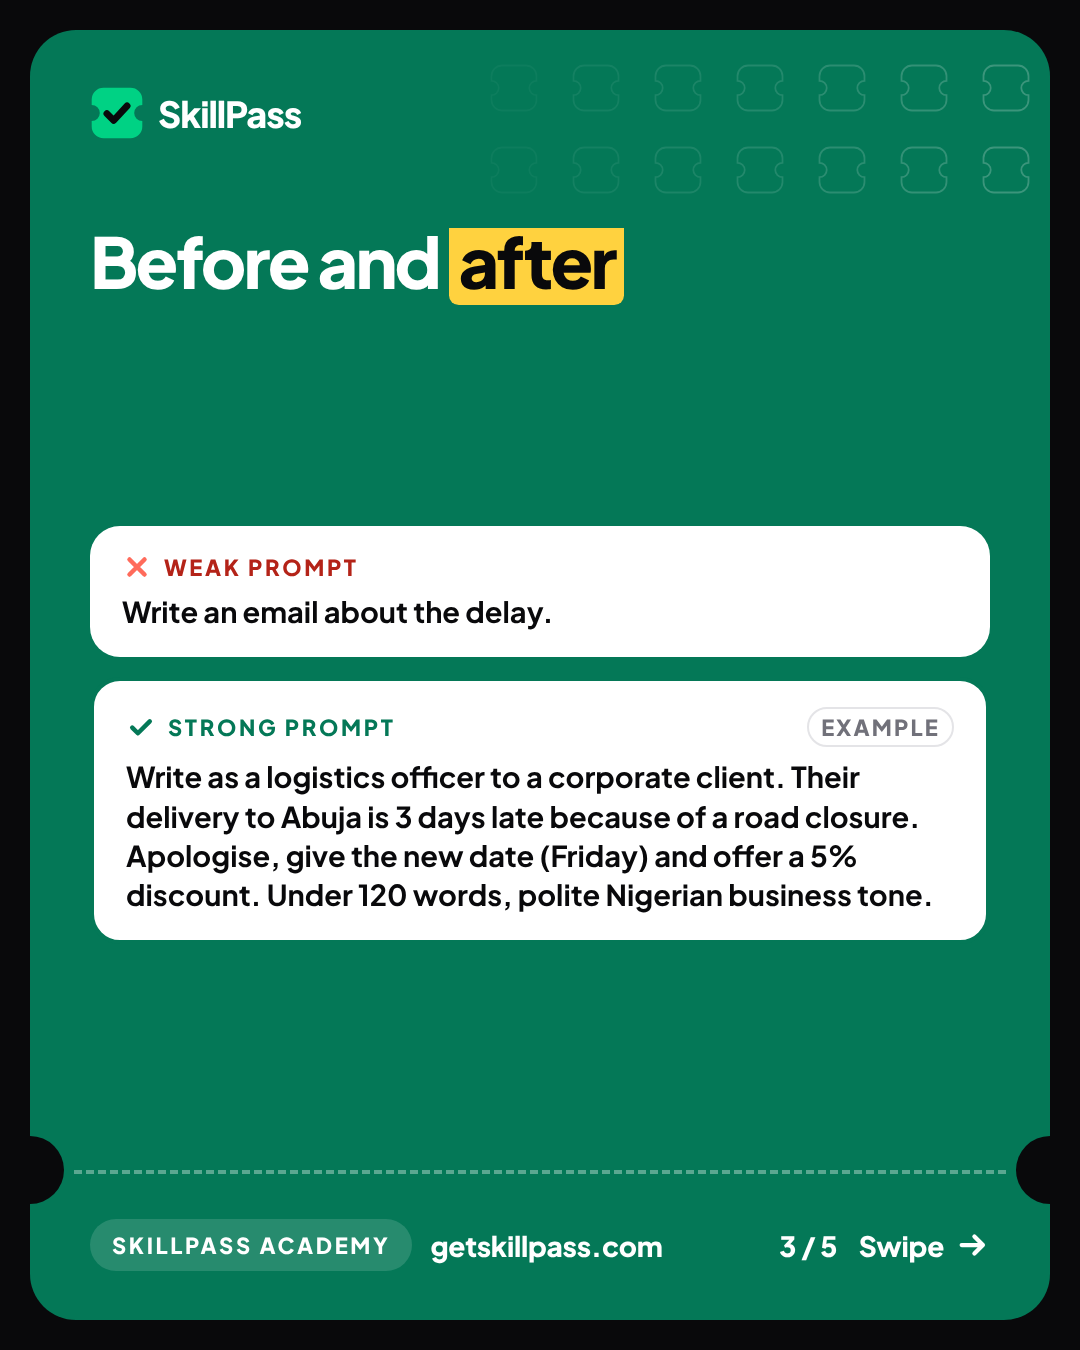 SkillPass
Before and after
WEAK PROMPT
Write an email about the delay.
STRONG PROMPT
EXAMPLE
Write as a logistics officer to a corporate client. Their
delivery to Abuja is 3 days late because of a road closure.
Apologise, give the new date (Friday) and offer a 5%
discount. Under 120 words, polite Nigerian business tone.
SKILLPASS ACADEMY
getskillpass.com
3 / 5 Swipe →